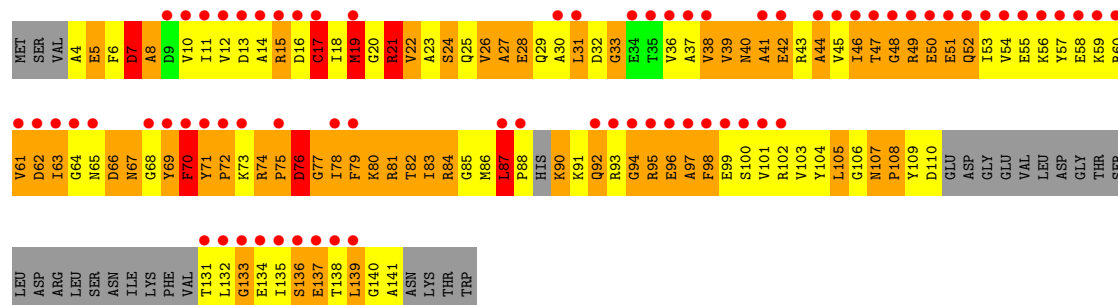 MET SER VAL A4 E5 F6 D7 A8 D9 V10 I11 V12 D13 A14 R15 D16 C17 I18 M19 G20 R21 V22 A23 S24 Q25 V26 A27 E28 Q29 A30 L31 D32 G33 E34 T35 V36 A37 V38 V39 N40 A41 E42 R43 A44 V45 I46 T47 G48 R49 E50 E51 Q52 I53 V54 E55 K56 Y57 E58 K59 R60
V61 D62 I63 G64 N65 D66 N67 G68 Y69 F70 Y71 P72 K73 R74 P75 D76 G77 I78 F79 K80 R81 T82 I83 R84 G85 M86 L87 P88 HIS K90 K91 Q92 R93 G94 R95 E96 A97 F98 E99 S100 V101 R102 V103 Y104 L105 G106 N107 P108 Y109 D110 GLU ASP GLY GLU VAL LEU ASP GLY THR SER
LEU ASP ARG LEU SER ASN ILE LYS PHE VAL T131 L132 G133 E134 I135 S136 E137 T138 L139 G140 A141 ASN LYS THR TRP